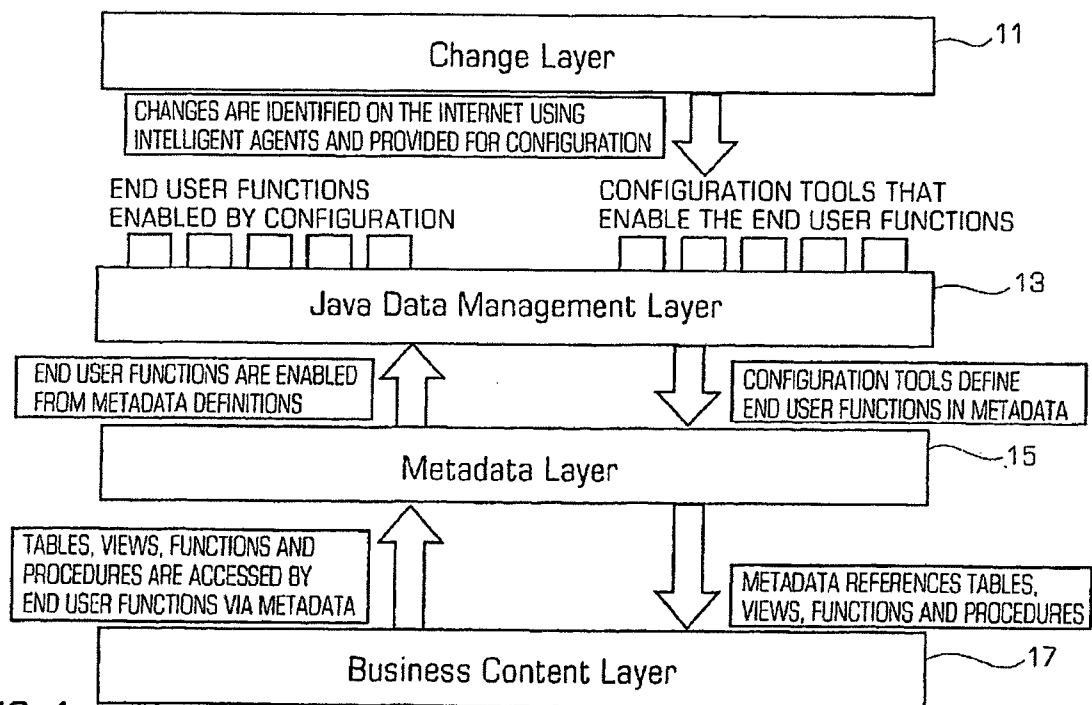 Change Layer
11
CHANGES ARE IDENTIFIED ON THE INTERNET USING
INTELLIGENT AGENTS AND PROVIDED FOR CONFIGURATION
END USER FUNCTIONS
ENABLED BY CONFIGURATION
CONFIGURATION TOOLS THAT
ENABLE THE END USER FUNCTIONS
Java Data Management Layer
13
END USER FUNCTIONS ARE ENABLED
FROM METADATA DEFINITIONS
CONFIGURATION TOOLS DEFINE
END USER FUNCTIONS IN METADATA
Metadata Layer
15
TABLES, VIEWS, FUNCTIONS AND
PROCEDURES ARE ACCESSED BY
END USER FUNCTIONS VIA METADATA
METADATA REFERENCES TABLES,
VIEWS, FUNCTIONS AND PROCEDURES
Business Content Layer
17